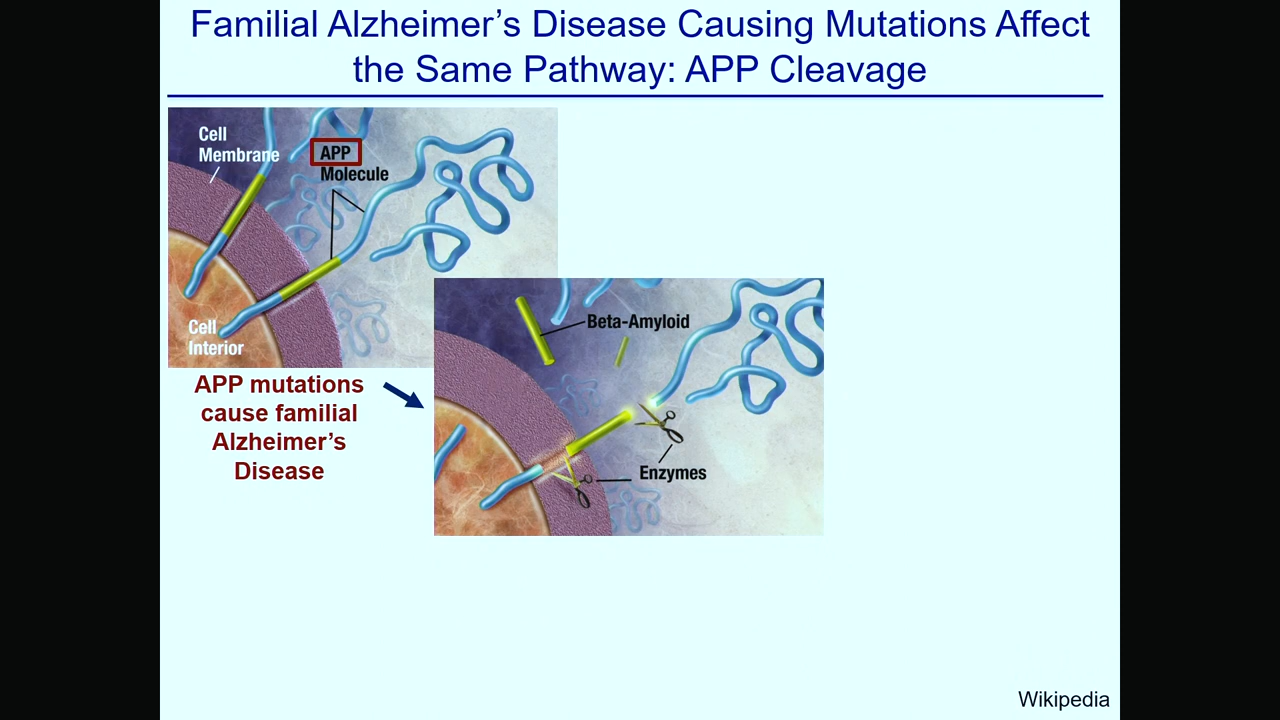 Familial Alzheimer’s Disease Causing Mutations Affect
the Same Pathway: APP Cleavage
Cell
Membrane
APP
Molecule
Cell
Interior
APP mutations
cause familial
Alzheimer’s
Disease
Beta-Amyloid
Enzymes
Wikipedia